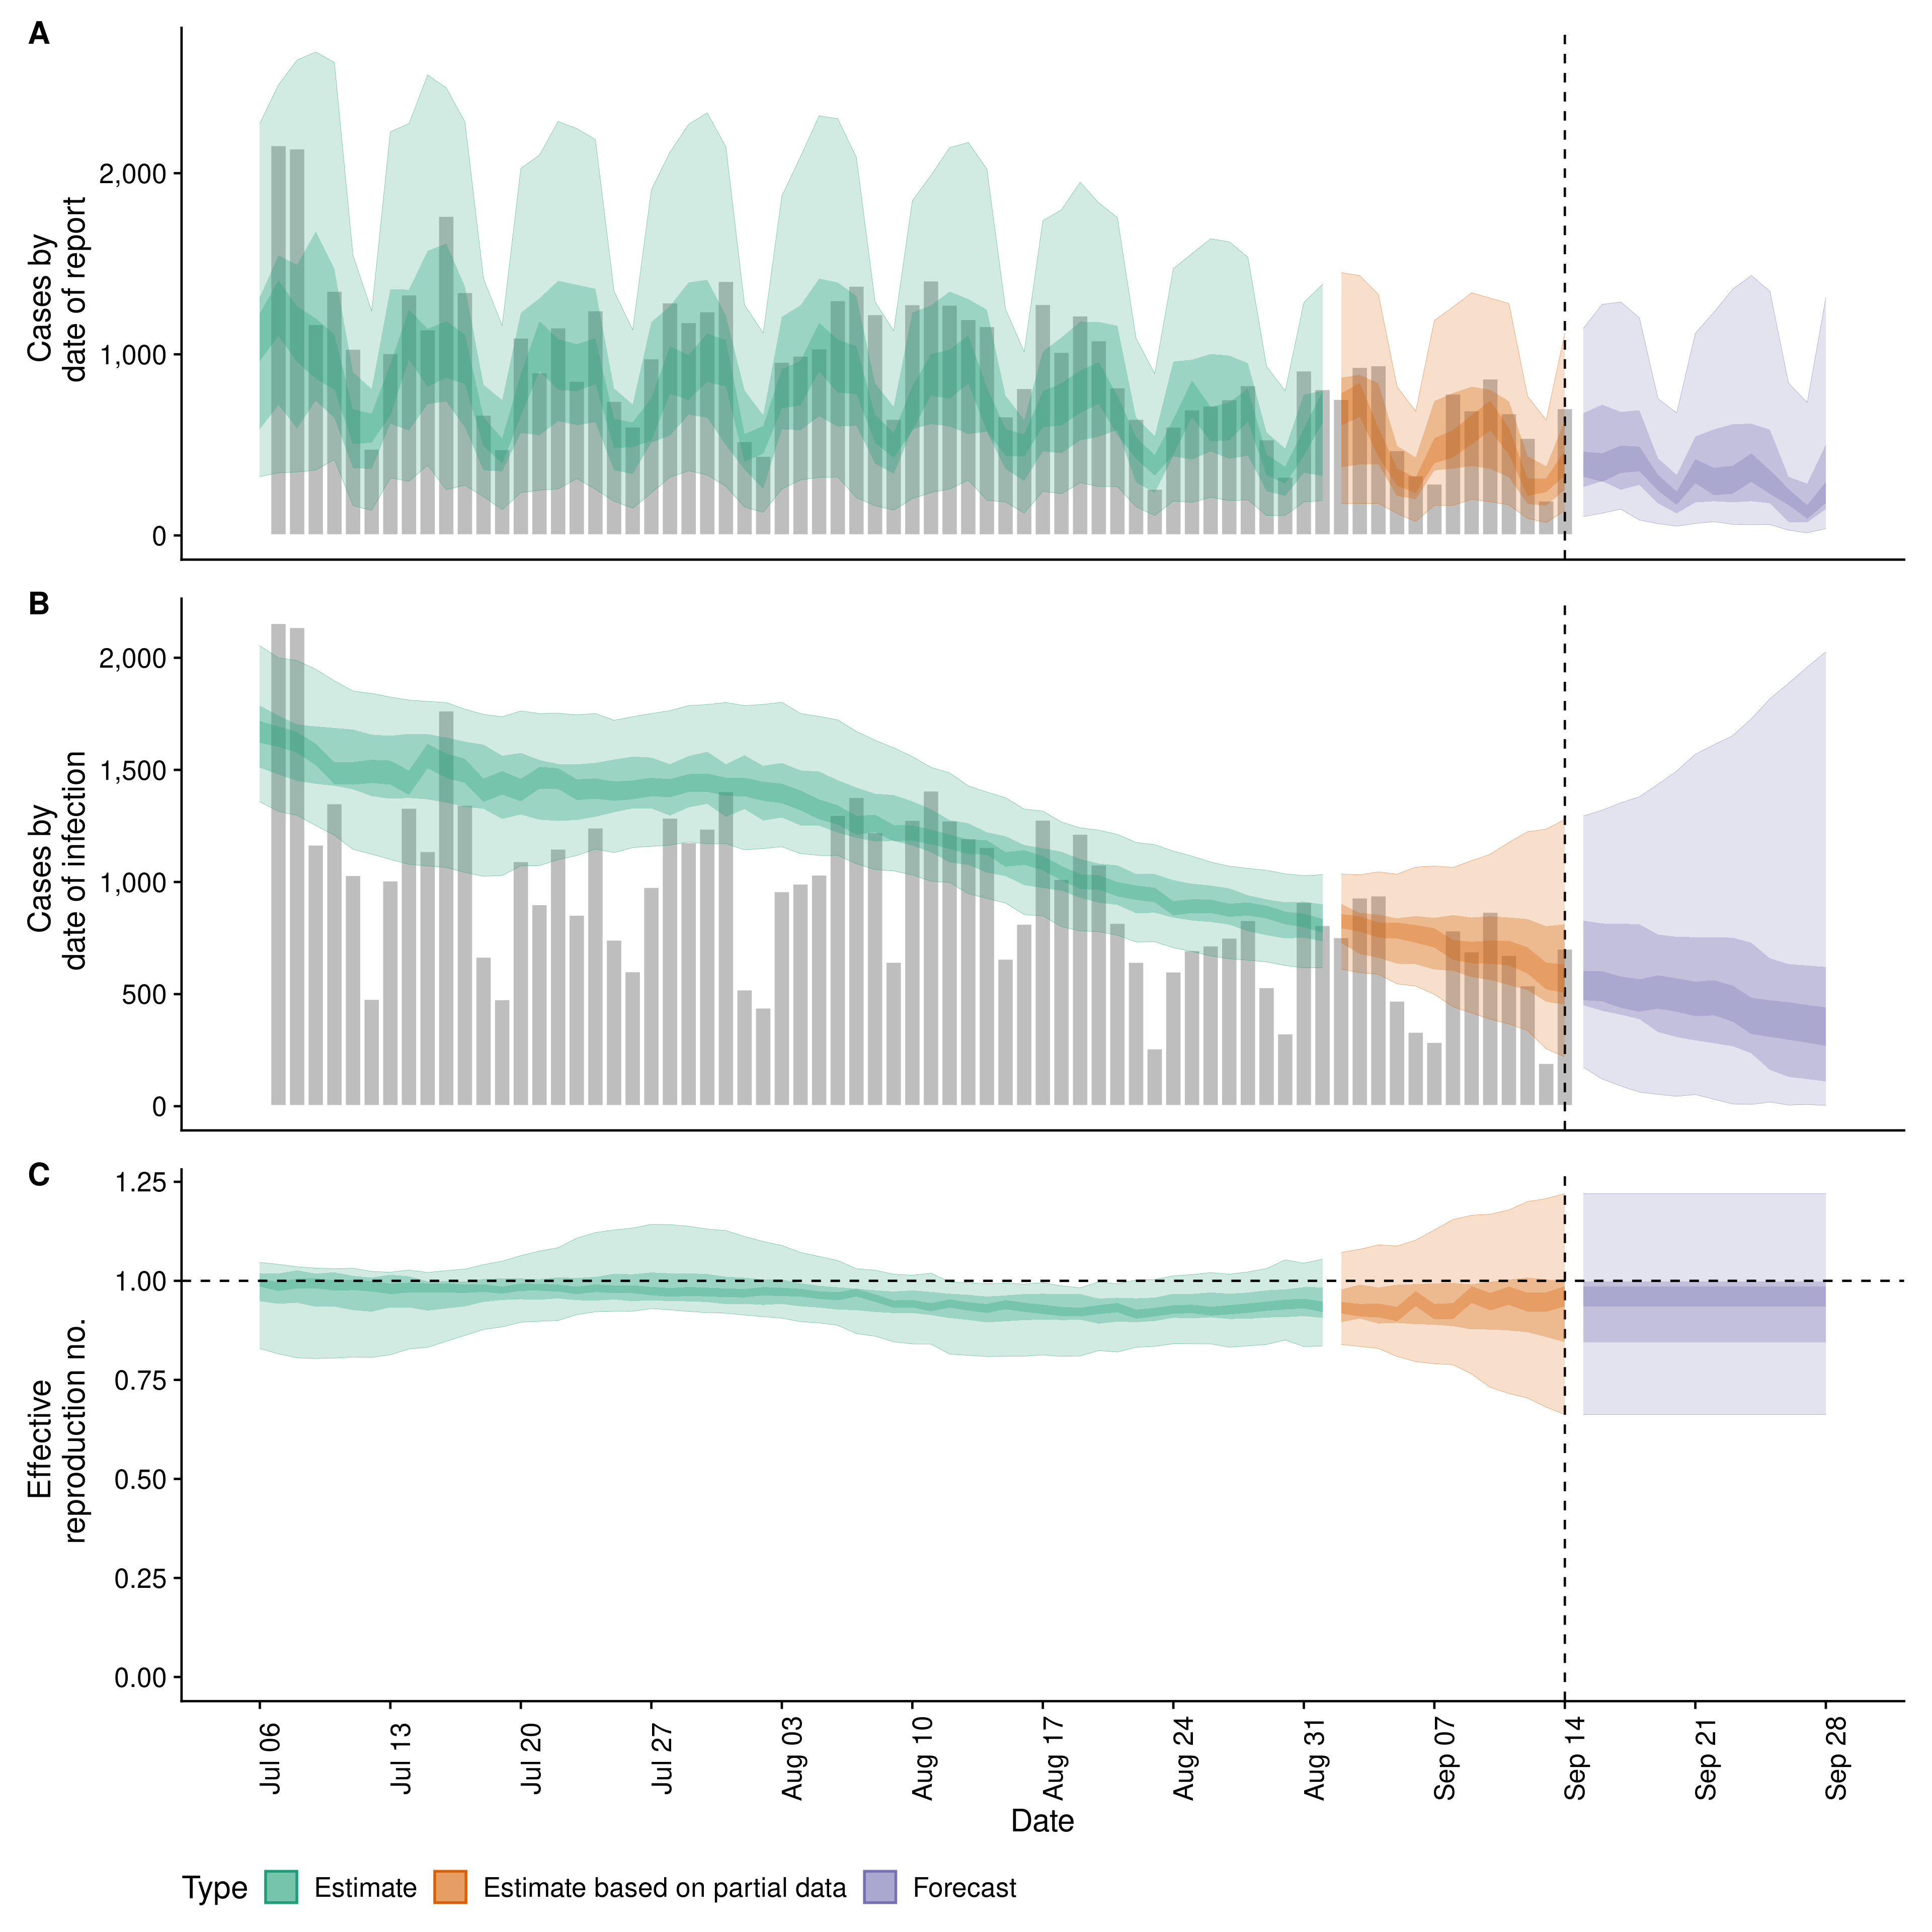 A
Cases by
date of report
2,000
1,000
0
B
Cases by
date of infection
2,000
1,500
1,000
500
0
C
Effective
reproduction no.
1.25
1.00
0.75
0.50
0.25
0.00
Jul 06
Jul 13
Jul 20
Jul 27
Aug 03
Aug 10
Aug 17
Aug 24
Aug 31
Sep 07
Sep 14
Sep 21
Sep 28
Date
Type Estimate Estimate based on partial data Forecast